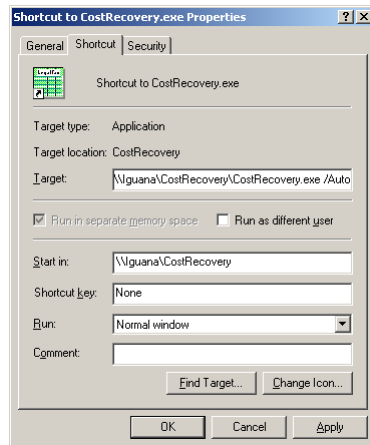 Shortcut to CostRecovery.exe Properties
General Shortcut Security
Shortcut to CostRecovery.exe
Target type: Application
Target location: CostRecovery
Target: \\Iguana\CostRecovery\CostRecovery.exe /Auto
Run in separate memory space Run as different user
Start in: \\Iguana\CostRecovery
Shortcut key: None
Run: Normal window
Comment:
Find Target... Change Icon...
OK Cancel Apply